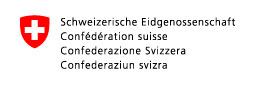 Schweizerische Eidgenossenschaft
Confédération suisse
Confederazione Svizzera
Confederaziun svizra